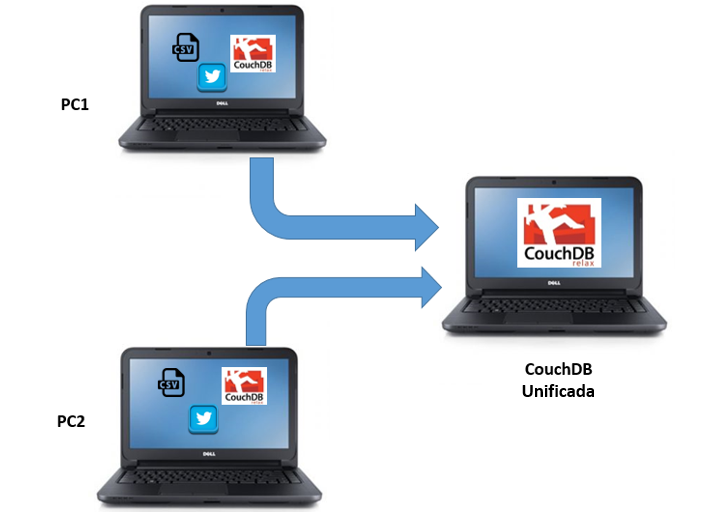 CSV
CouchDB
relax
DELL
PC1
CouchDB
relax
DELL
CSV
CouchDB
relax
CouchDB
Unificada
PC2
DELL